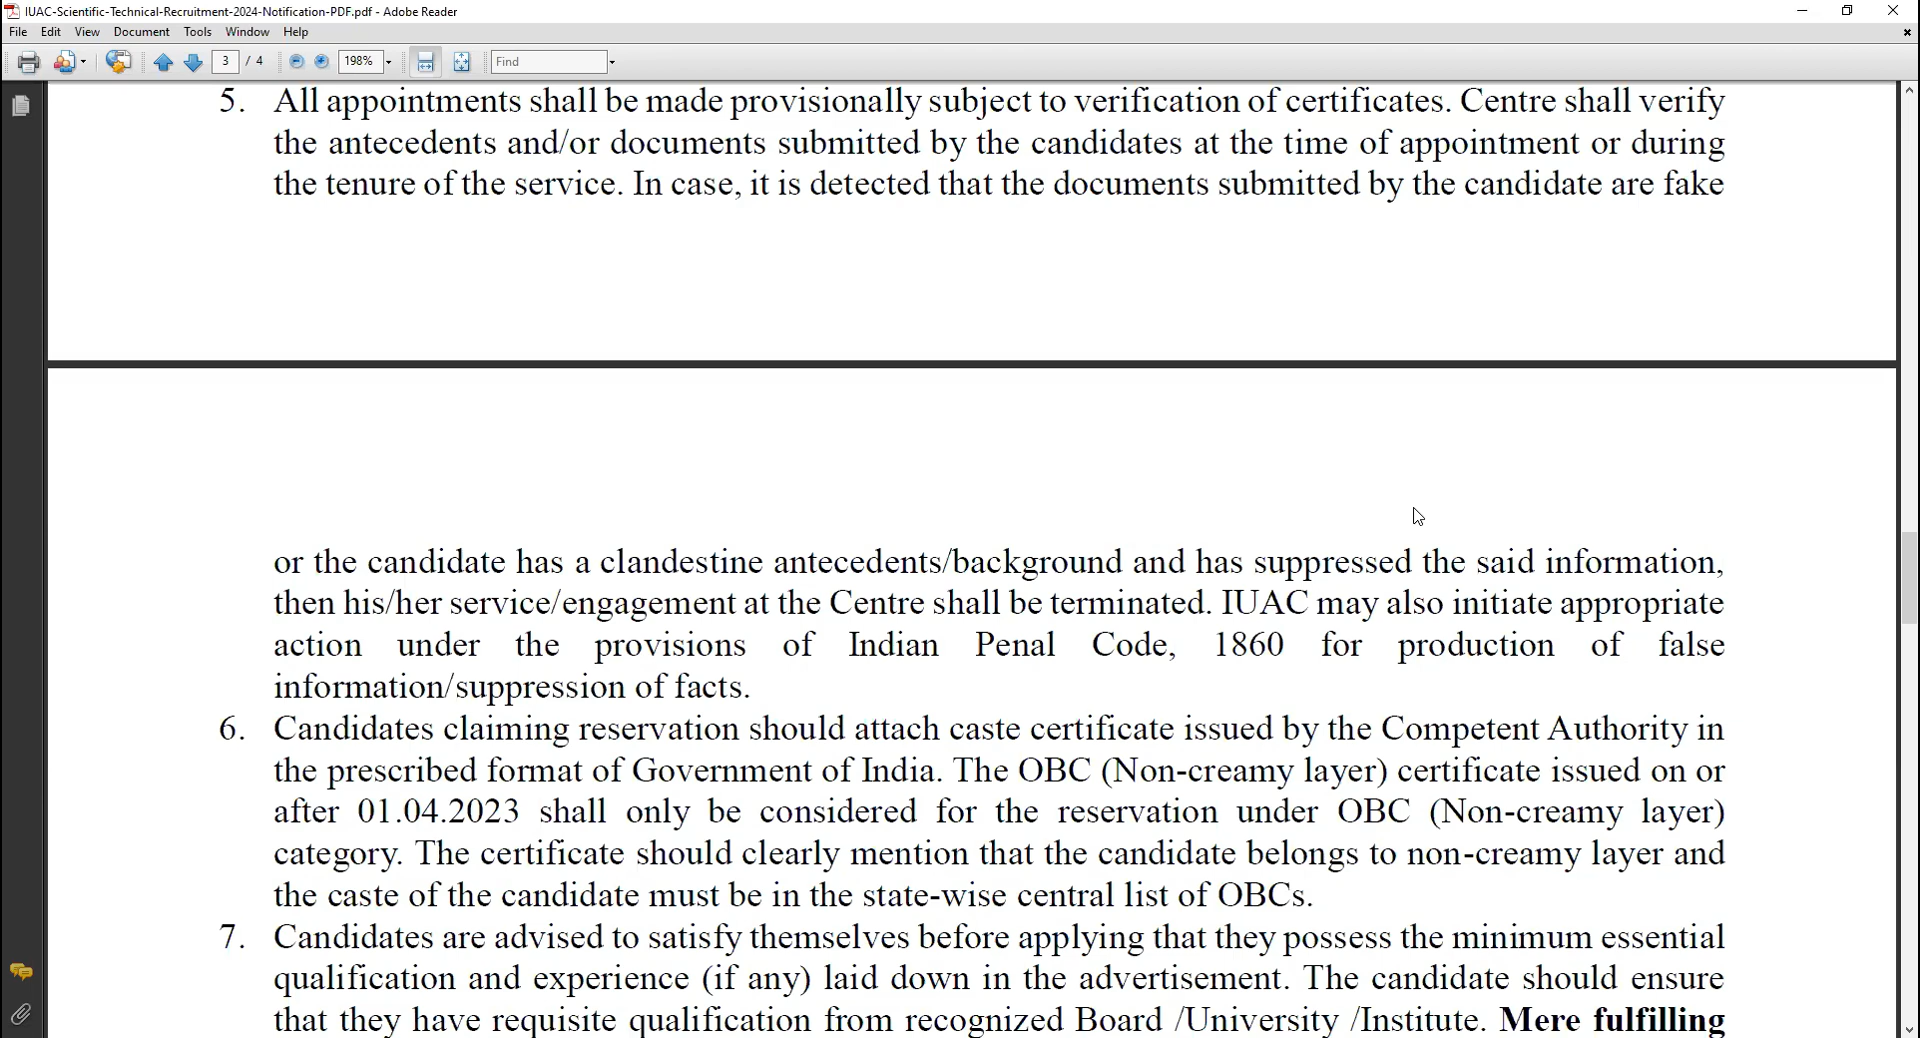 IUAC-Scientific-Technical-Recruitment-2024-Notification-PDF.pdf - Adobe Reader
File Edit View Document Tools Window Help
3 / 4 198% Find
5. All appointments shall be made provisionally subject to verification of certificates. Centre shall verify
the antecedents and/or documents submitted by the candidates at the time of appointment or during
the tenure of the service. In case, it is detected that the documents submitted by the candidate are fake
or the candidate has a clandestine antecedents/background and has suppressed the said information,
then his/her service/engagement at the Centre shall be terminated. IUAC may also initiate appropriate
action under the provisions of Indian Penal Code, 1860 for production of false
information/suppression of facts.
6. Candidates claiming reservation should attach caste certificate issued by the Competent Authority in
the prescribed format of Government of India. The OBC (Non-creamy layer) certificate issued on or
after 01.04.2023 shall only be considered for the reservation under OBC (Non-creamy layer)
category. The certificate should clearly mention that the candidate belongs to non-creamy layer and
the caste of the candidate must be in the state-wise central list of OBCs.
7. Candidates are advised to satisfy themselves before applying that they possess the minimum essential
qualification and experience (if any) laid down in the advertisement. The candidate should ensure
that they have requisite qualification from recognized Board /University /Institute. Mere fulfilling